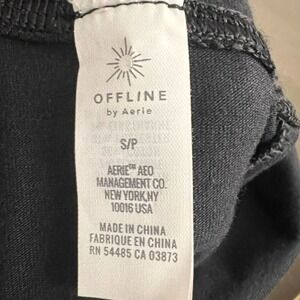 OFFLINE
by Aerie
S/P
AERIE™ AEO
MANAGEMENT CO.
NEW YORK,NY
10016 USA
MADE IN CHINA
FABRIQUE EN CHINA
RN 54485 CA 03873